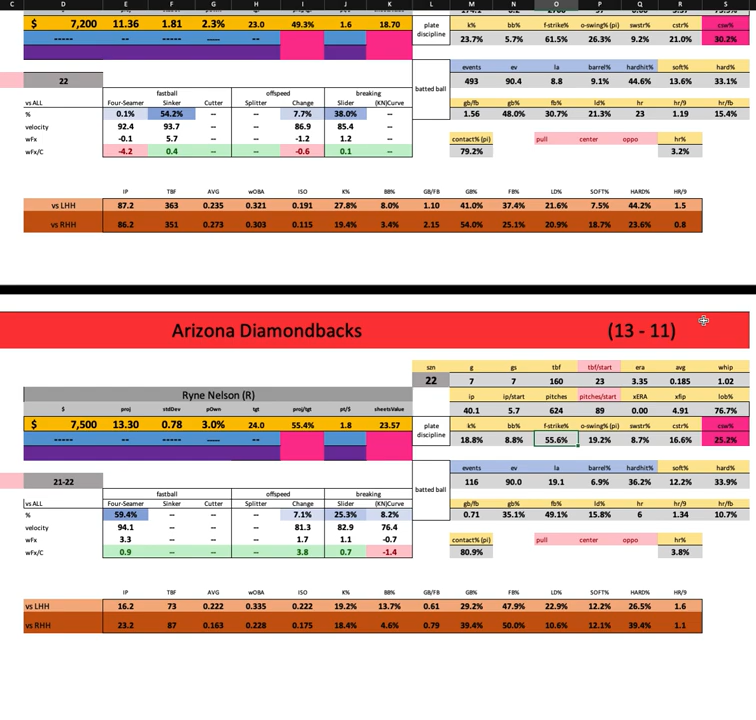 C D E F G H I J K L M N O P Q R S
$ 7,200 11.36 1.81 2.3% 23.0 49.3% 1.6 18.70
----- -- -- —— --
plate discipline
k% bb% f-strike% o-swing% (pi) swstr% cstr% csw%
23.7% 5.7% 61.5% 26.3% 9.2% 21.0% 30.2%
22
batted ball
events ev la barrel% hardhit% soft% hard%
493 90.4 8.8 9.1% 44.6% 13.6% 33.1%
gb/fb gb% fb% ld% hr hr/9 hr/fb
1.56 48.0% 30.7% 21.3% 23 1.19 15.4%
contact% (pi) pull center oppo hr%
79.2% 3.2%
fastball offspeed breaking
vs ALL Four-Seamer Sinker Cutter Splitter Change Slider (KN)Curve
% 0.1% 54.2% -- -- 7.7% 38.0% --
velocity 92.4 93.7 -- -- 86.9 85.4 --
wFx -0.1 5.7 -- -- -1.2 1.2 --
wFx/C -4.2 0.4 -- -- -0.6 0.1 --
IP TBF AVG wOBA ISO K% BB% GB/FB GB% FB% LD% SOFT% HARD% HR/9
vs LHH 87.2 363 0.235 0.321 0.191 27.8% 8.0% 1.10 41.0% 37.4% 21.6% 7.5% 44.2% 1.5
vs RHH 86.2 351 0.273 0.303 0.115 19.4% 3.4% 2.15 54.0% 25.1% 20.9% 18.7% 23.6% 0.8
Arizona Diamondbacks (13 - 11)
szn g gs tbf tbf/start era avg whip
22 7 7 160 23 3.35 0.185 1.02
ip ip/start pitches pitches/start xERA xfip lob%
40.1 5.7 624 89 0.00 4.91 76.7%
Ryne Nelson (R)
$ proj stdDev pOwn tgt proj/tgt pt/$ sheetsValue
$ 7,500 13.30 0.78 3.0% 24.0 55.4% 1.8 23.57
----- -- -- —— --
plate discipline
k% bb% f-strike% o-swing% (pi) swstr% cstr% csw%
18.8% 8.8% 55.6% 19.2% 8.7% 16.6% 25.2%
21-22
batted ball
events ev la barrel% hardhit% soft% hard%
116 90.0 19.1 6.9% 36.2% 12.2% 33.9%
gb/fb gb% fb% ld% hr hr/9 hr/fb
0.71 35.1% 49.1% 15.8% 6 1.34 10.7%
contact% (pi) pull center oppo hr%
80.9% 3.8%
fastball offspeed breaking
vs ALL Four-Seamer Sinker Cutter Splitter Change Slider (KN)Curve
% 59.4% -- -- -- 7.1% 25.3% 8.2%
velocity 94.1 -- -- -- 81.3 82.9 76.4
wFx 3.3 -- -- -- 1.7 1.1 -0.7
wFx/C 0.9 -- -- -- 3.8 0.7 -1.4
IP TBF AVG wOBA ISO K% BB% GB/FB GB% FB% LD% SOFT% HARD% HR/9
vs LHH 16.2 73 0.222 0.335 0.222 19.2% 13.7% 0.61 29.2% 47.9% 22.9% 12.2% 26.5% 1.6
vs RHH 23.2 87 0.163 0.228 0.175 18.4% 4.6% 0.79 39.4% 50.0% 10.6% 12.1% 39.4% 1.1